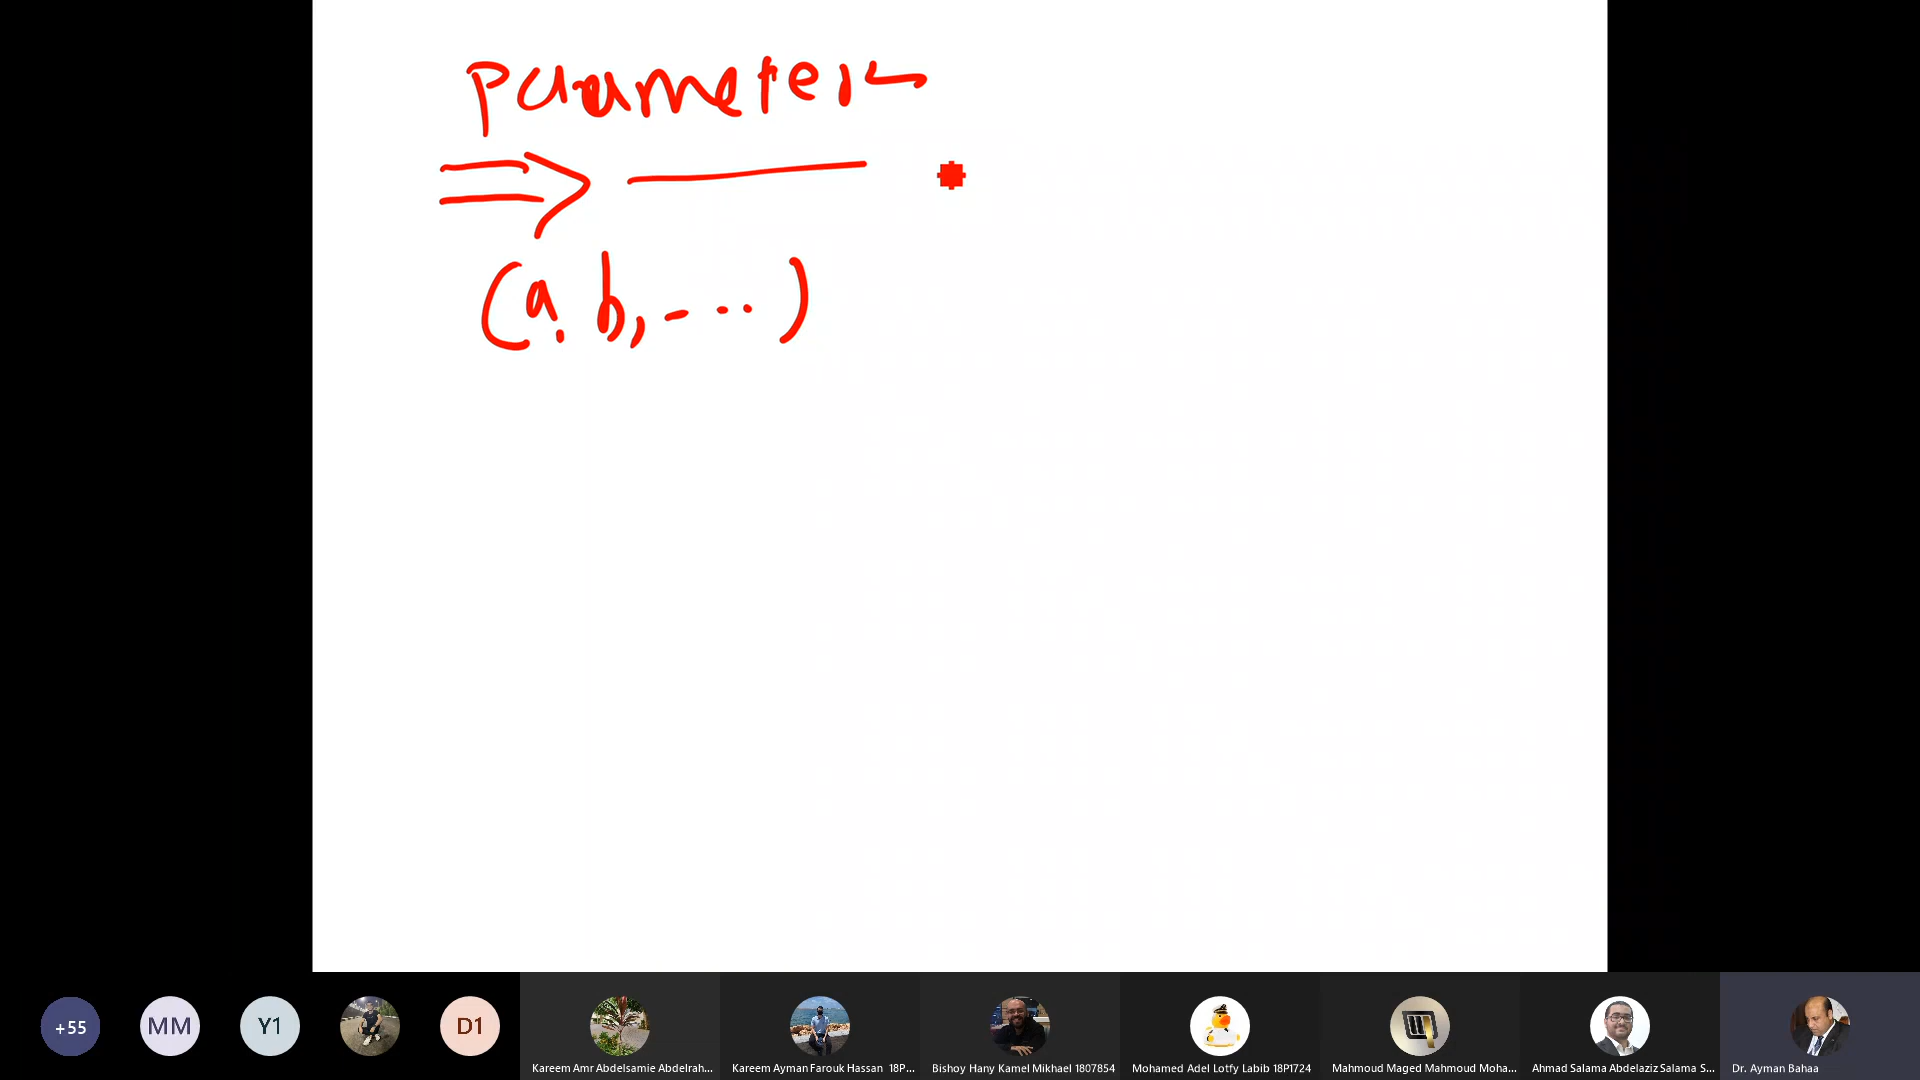 parameter
(a, b, - ...)
+55
MM
Y1
D1
Kareem Amr Abdelsamie Abdelrah...
Kareem Ayman Farouk Hassan 18P...
Bishoy Hany Kamel Mikhael 1807854
Mohamed Adel Lotfy Labib 18P1724
Mahmoud Maged Mahmoud Moha...
Ahmad Salama Abdelaziz Salama S...
Dr. Ayman Bahaa